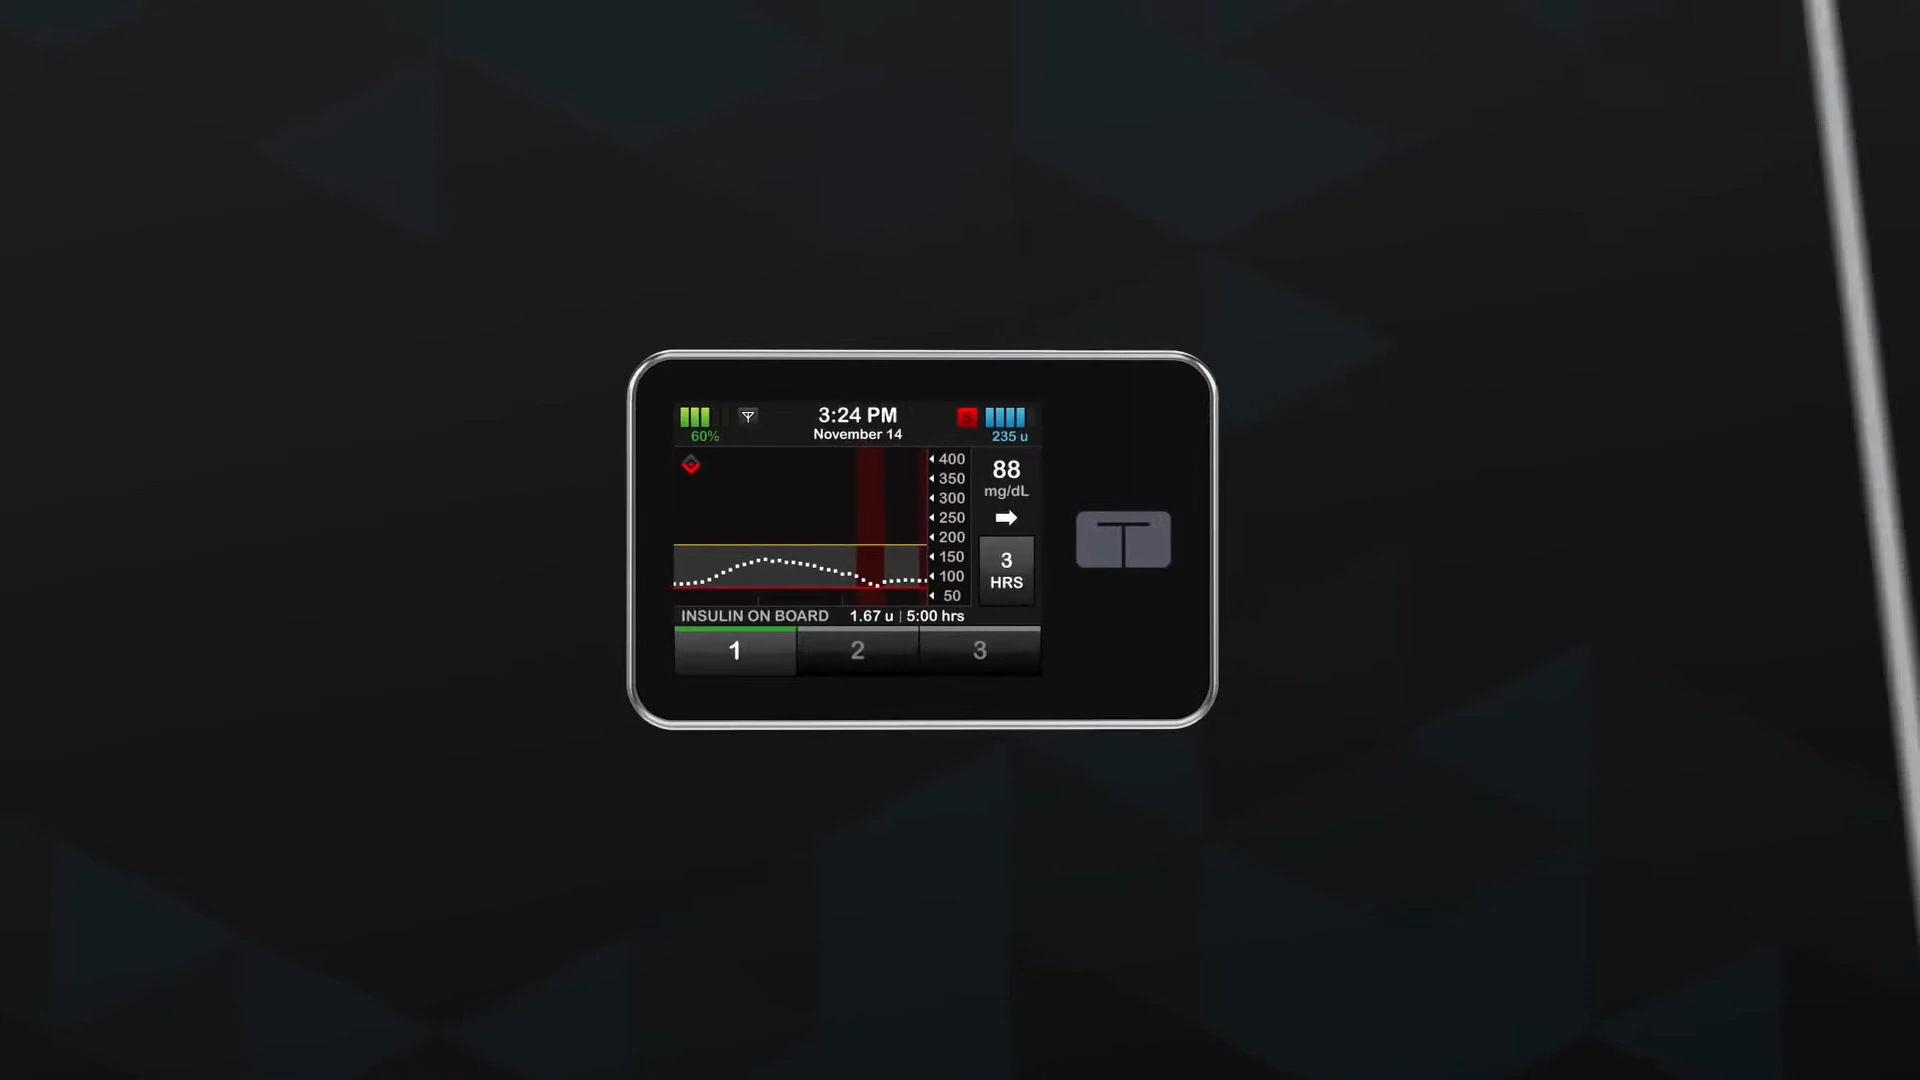 60%
3:24 PM
November 14
S
235 u
400
350
300
250
200
150
100
50
88
mg/dL
3
HRS
INSULIN ON BOARD 1.67 u | 5:00 hrs
1 2 3